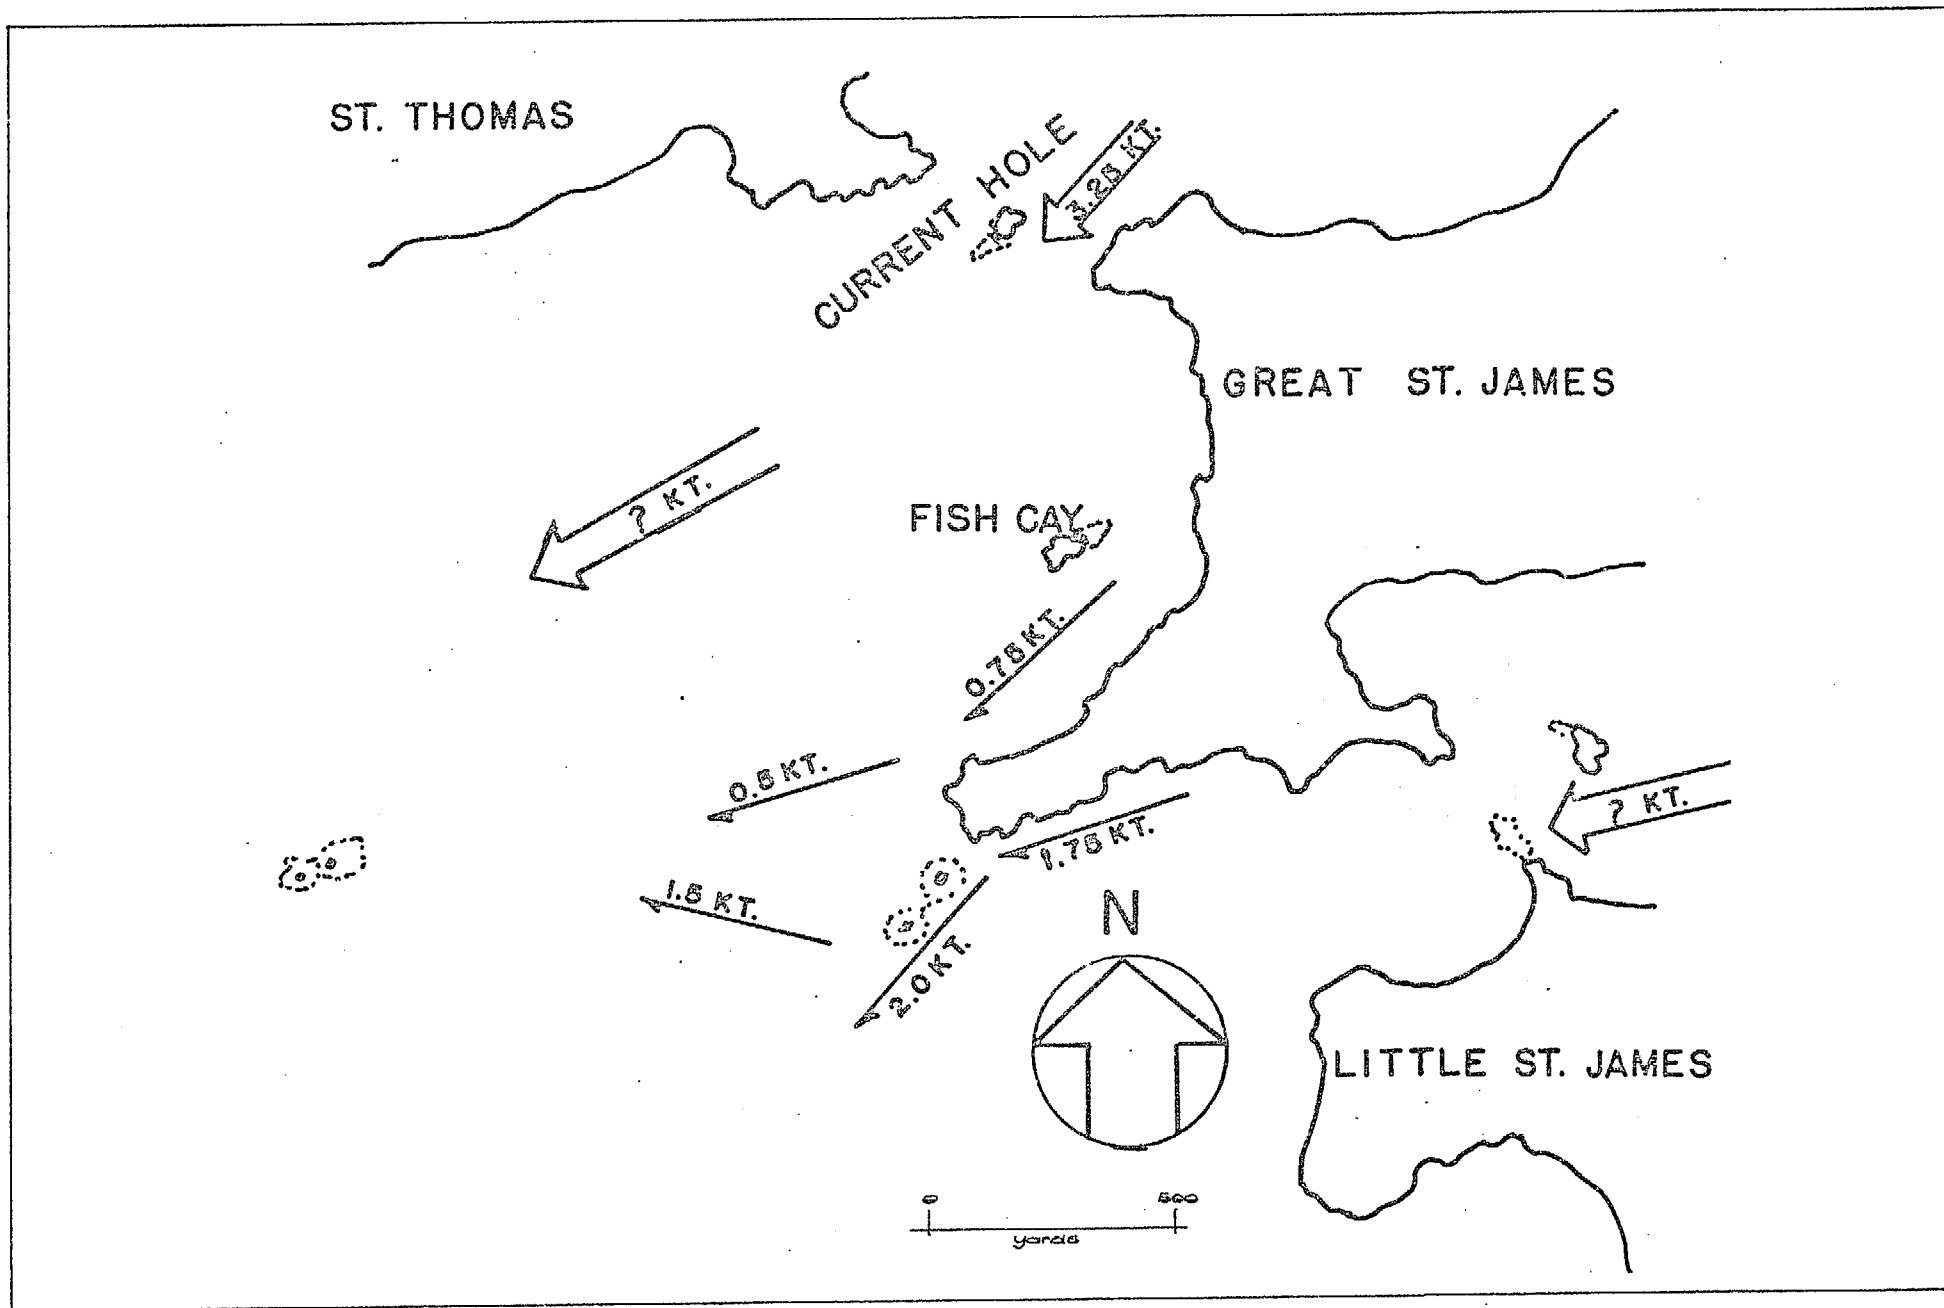 ST. THOMAS
CURRENT HOLE
3.25 KT.
GREAT ST. JAMES
? KT.
FISH CAY
0.75 KT.
0.5 KT.
? KT.
1.75 KT.
1.5 KT.
2.0 KT.
N
LITTLE ST. JAMES
0 500
yards